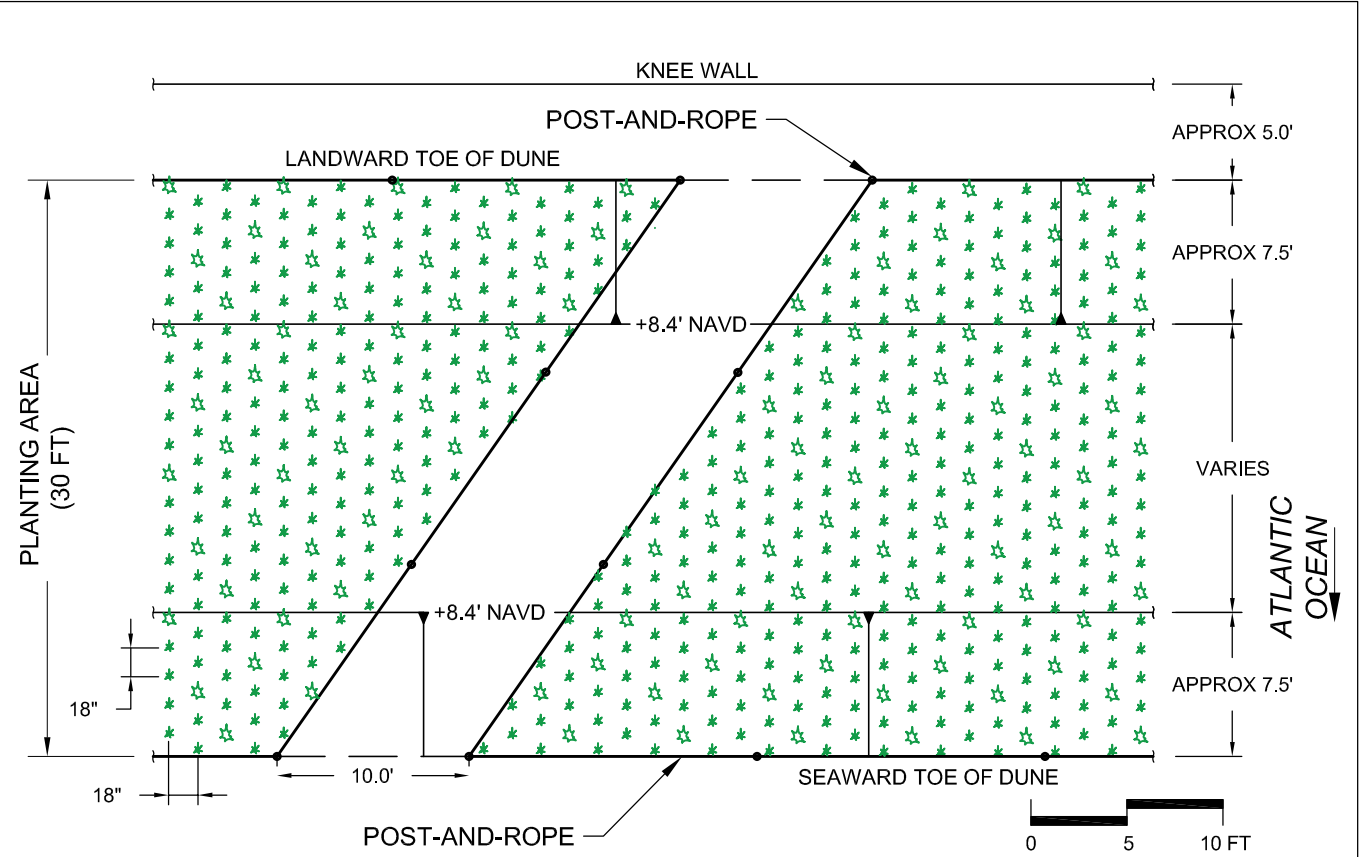 KNEE WALL
POST-AND-ROPE
APPROX 5.0'
LANDWARD TOE OF DUNE
APPROX 7.5'
+8.4' NAVD
PLANTING AREA
(30 FT)
VARIES
ATLANTIC
OCEAN
+8.4' NAVD
18"
APPROX 7.5'
10.0'
SEAWARD TOE OF DUNE
18"
POST-AND-ROPE
0 5 10 FT